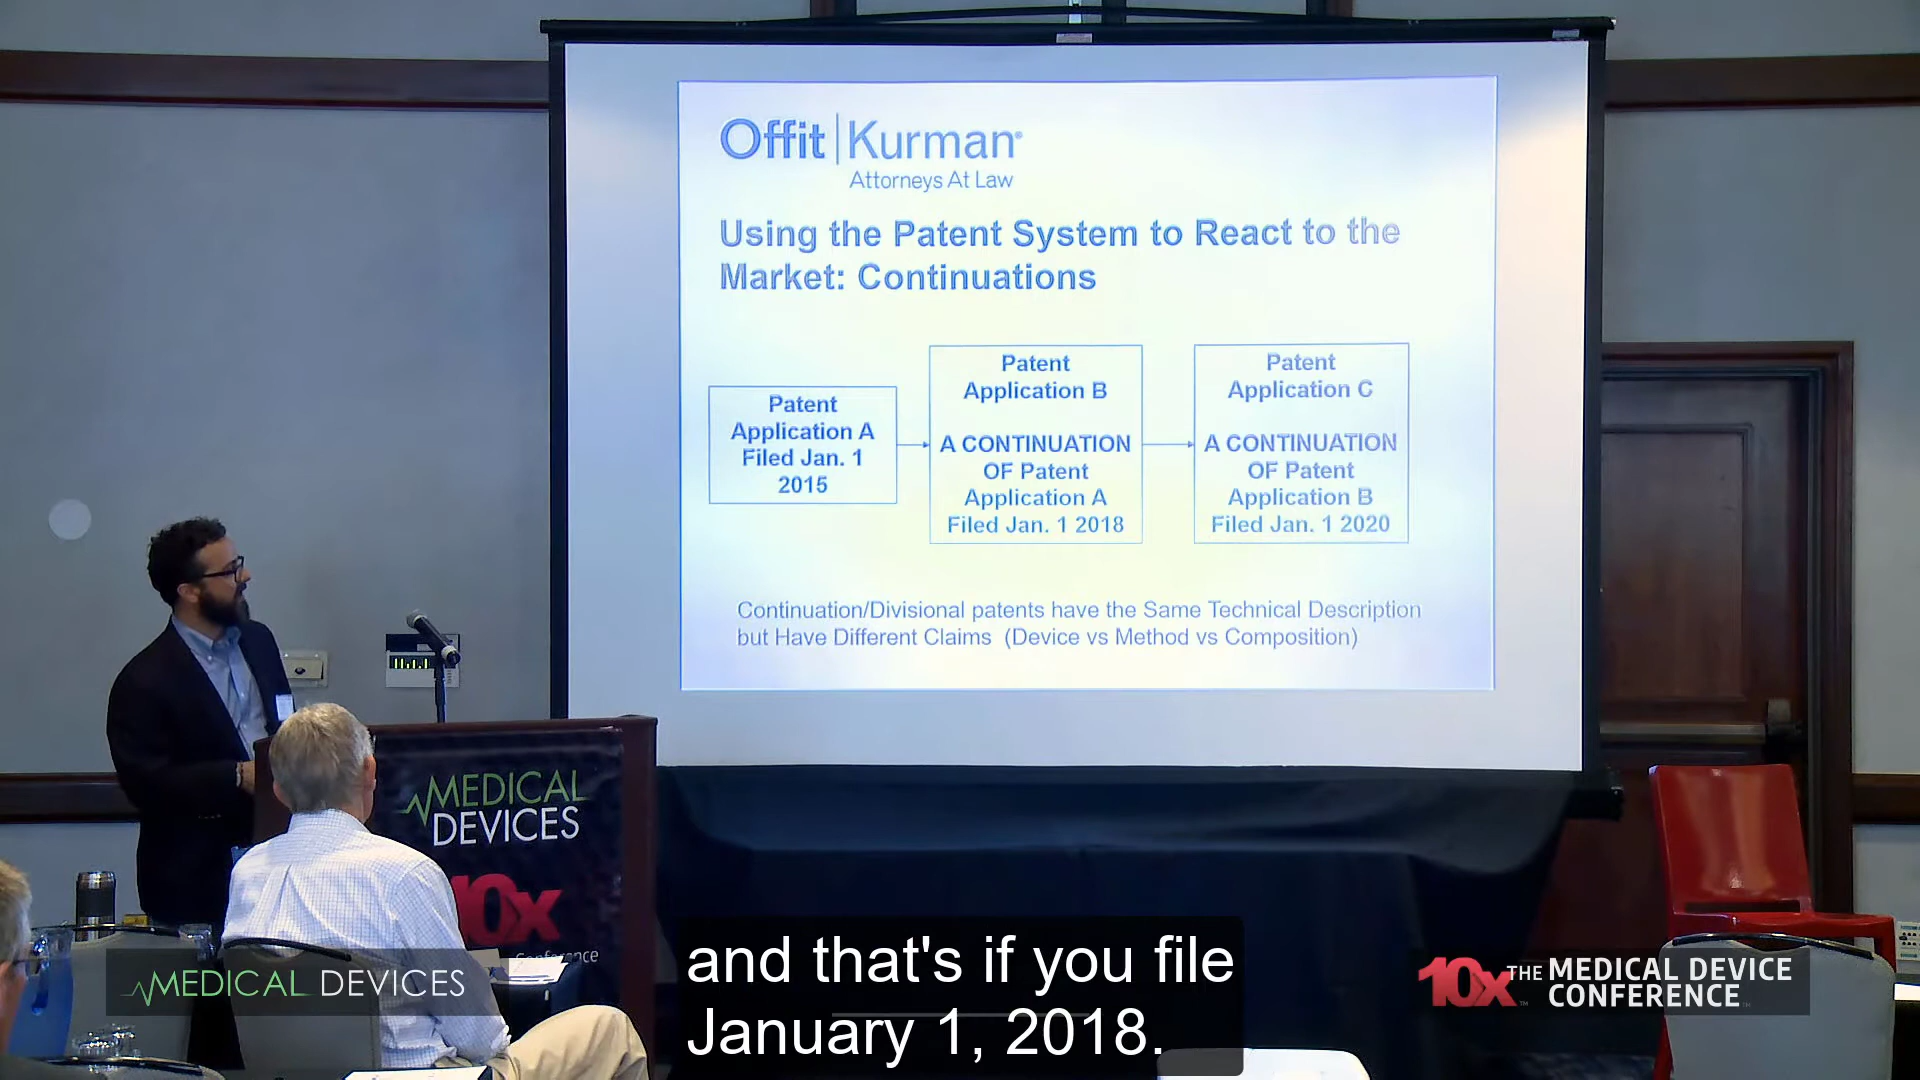 Offit | Kurman®
Attorneys At Law
Using the Patent System to React to the
Market: Continuations
Patent
Application A
Filed Jan. 1
2015
Patent
Application B
A CONTINUATION
OF Patent
Application A
Filed Jan. 1 2018
Patent
Application C
A CONTINUATION
OF Patent
Application B
Filed Jan. 1 2020
Continuation/Divisional patents have the Same Technical Description
but Have Different Claims (Device vs Method vs Composition)
MEDICAL
DEVICES
10x
Conference
MEDICAL DEVICES
and that's if you file
January 1, 2018.
10x THE MEDICAL DEVICE
CONFERENCE